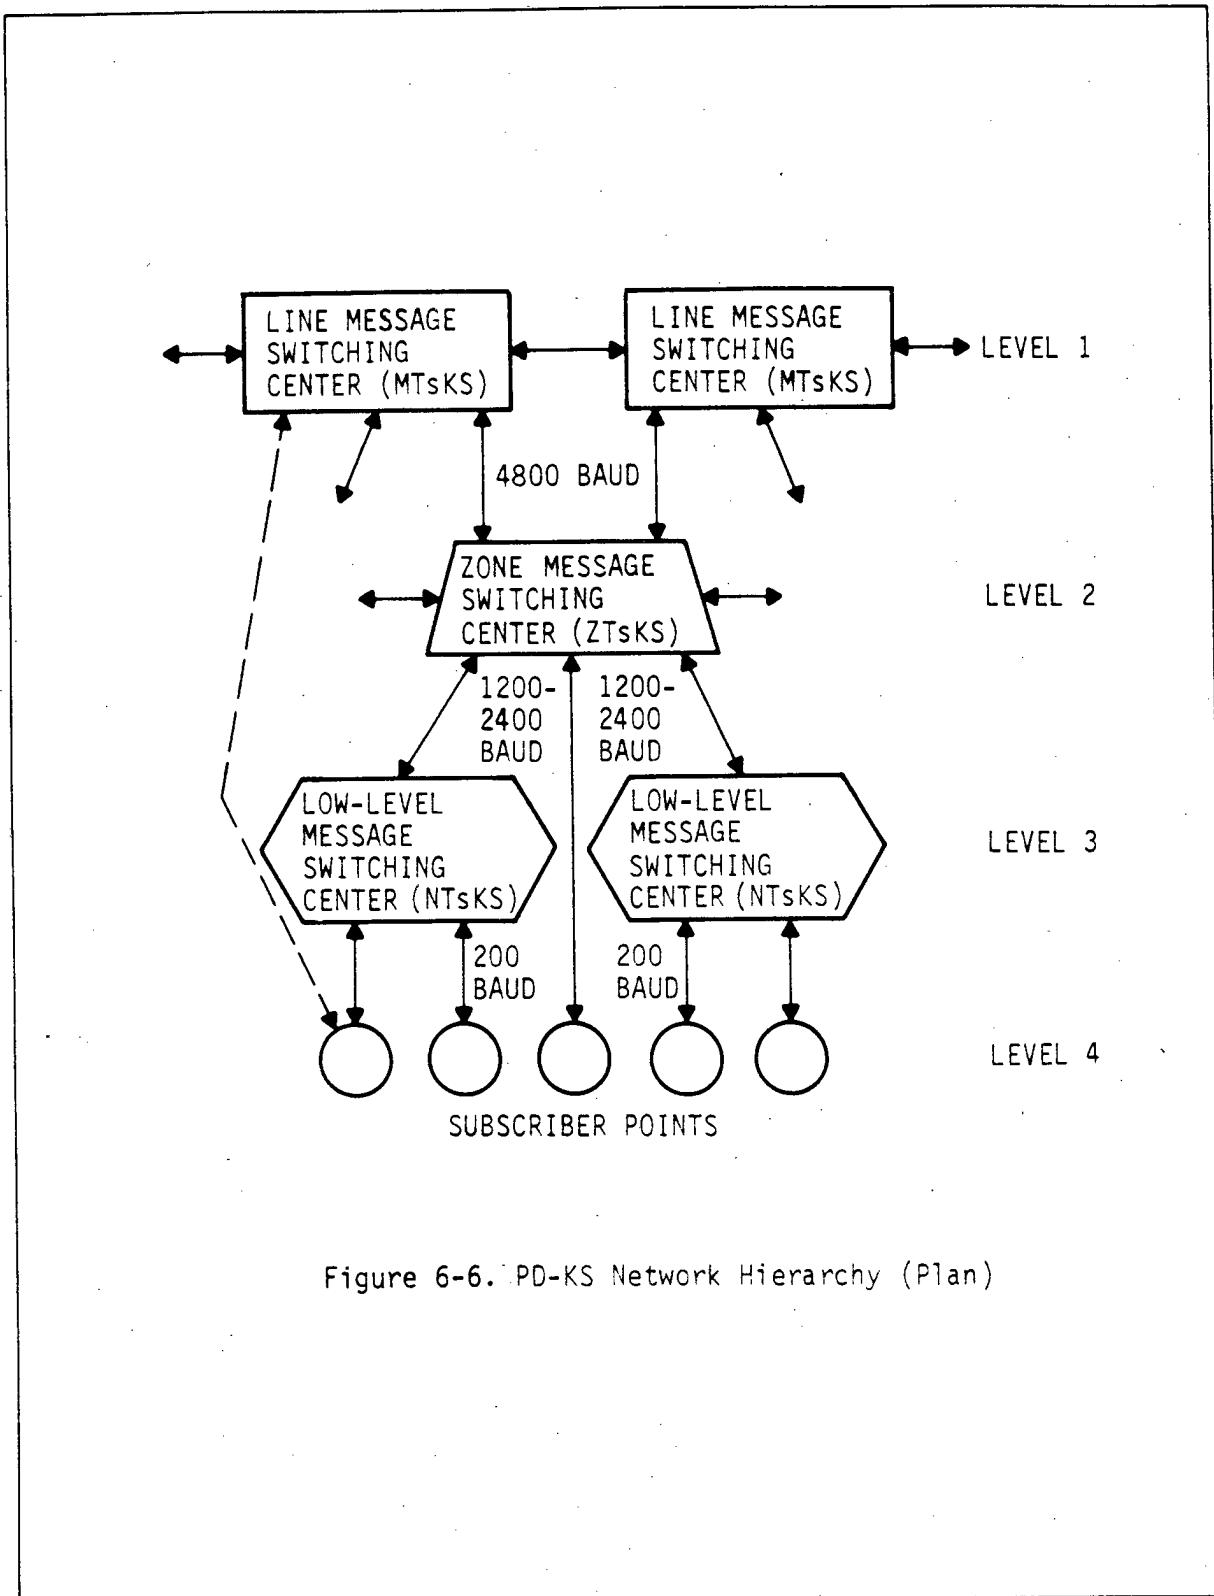 LINE MESSAGE
SWITCHING
CENTER (MTsKS)
LINE MESSAGE
SWITCHING
CENTER (MTsKS)
LEVEL 1
4800 BAUD
ZONE MESSAGE
SWITCHING
CENTER (ZTsKS)
LEVEL 2
1200-
2400
BAUD
1200-
2400
BAUD
LOW-LEVEL
MESSAGE
SWITCHING
CENTER (NTsKS)
LOW-LEVEL
MESSAGE
SWITCHING
CENTER (NTsKS)
LEVEL 3
200
BAUD
200
BAUD
LEVEL 4
SUBSCRIBER POINTS
Figure 6-6. PD-KS Network Hierarchy (Plan)